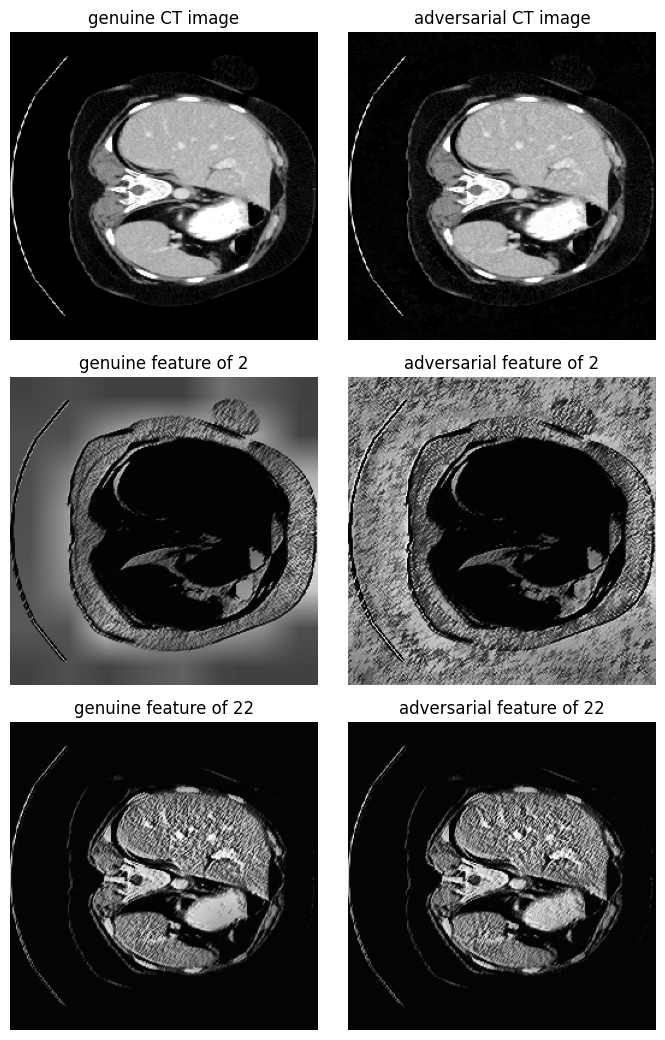 genuine CT image
adversarial CT image
genuine feature of 2
adversarial feature of 2
genuine feature of 22
adversarial feature of 22